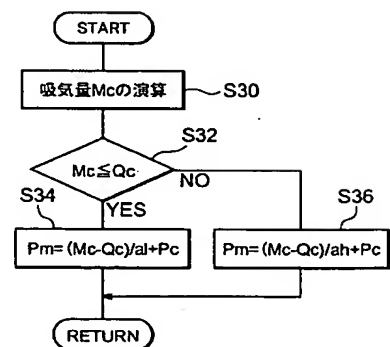 START
吸気量Mcの演算
S30
S32
Mc≦Qc
NO
S34
YES
S36
Pm=(Mc-Qc)/al+Pc
Pm=(Mc-Qc)/ah+Pc
RETURN